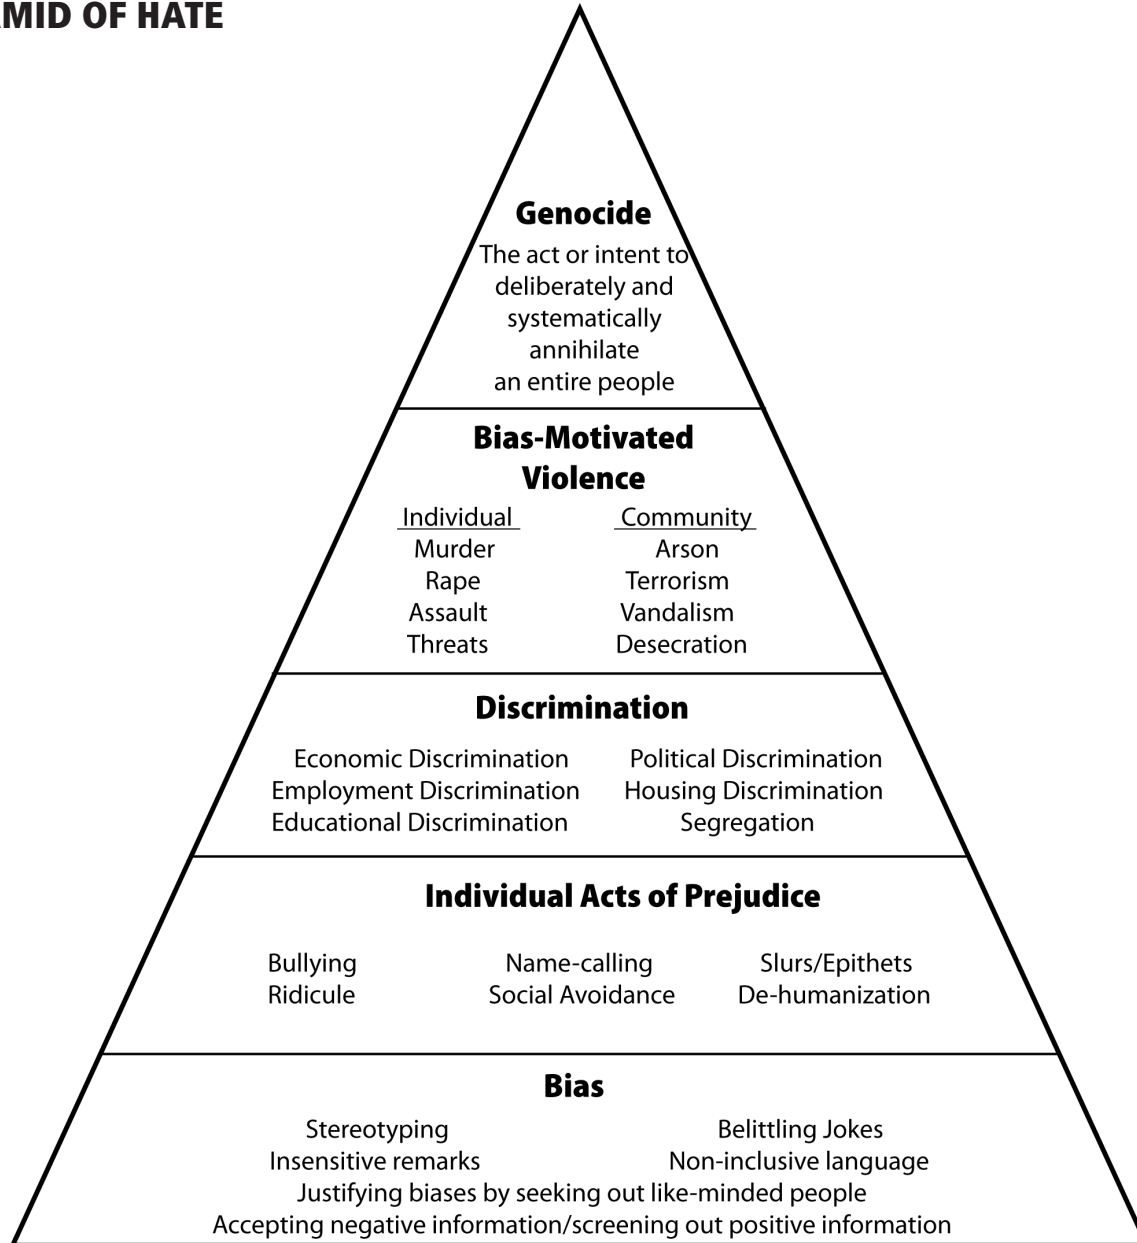 MID OF HATE
Genocide
The act or intent to
deliberately and
systematically
annihilate
an entire people
Bias-Motivated
Violence
Individual Community
Murder Arson
Rape Terrorism
Assault Vandalism
Threats Desecration
Discrimination
Economic Discrimination Political Discrimination
Employment Discrimination Housing Discrimination
Educational Discrimination Segregation
Individual Acts of Prejudice
Bullying Name-calling Slurs/Epithets
Ridicule Social Avoidance De-humanization
Bias
Stereotyping Belittling Jokes
Insensitive remarks Non-inclusive language
Justifying biases by seeking out like-minded people
Accepting negative information/screening out positive information